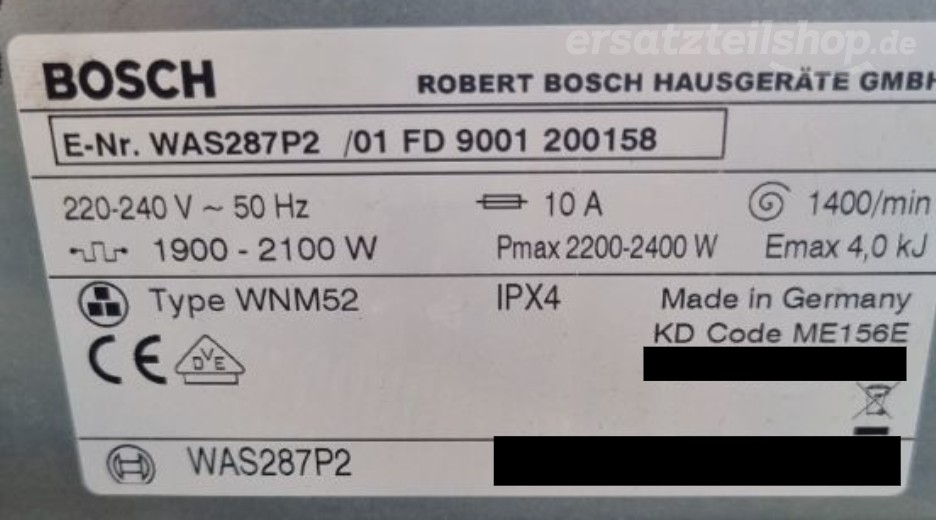 ersatzteilshop.de
BOSCH ROBERT BOSCH HAUSGERÄTE GMBH
E-Nr. WAS287P2 /01 FD 9001 200158
220-240 V ~ 50 Hz 10 A 1400/min
1900 - 2100 W Pmax 2200-2400 W Emax 4,0 kJ
Type WNM52 IPX4 Made in Germany
KD Code ME156E
CE DVE
WAS287P2